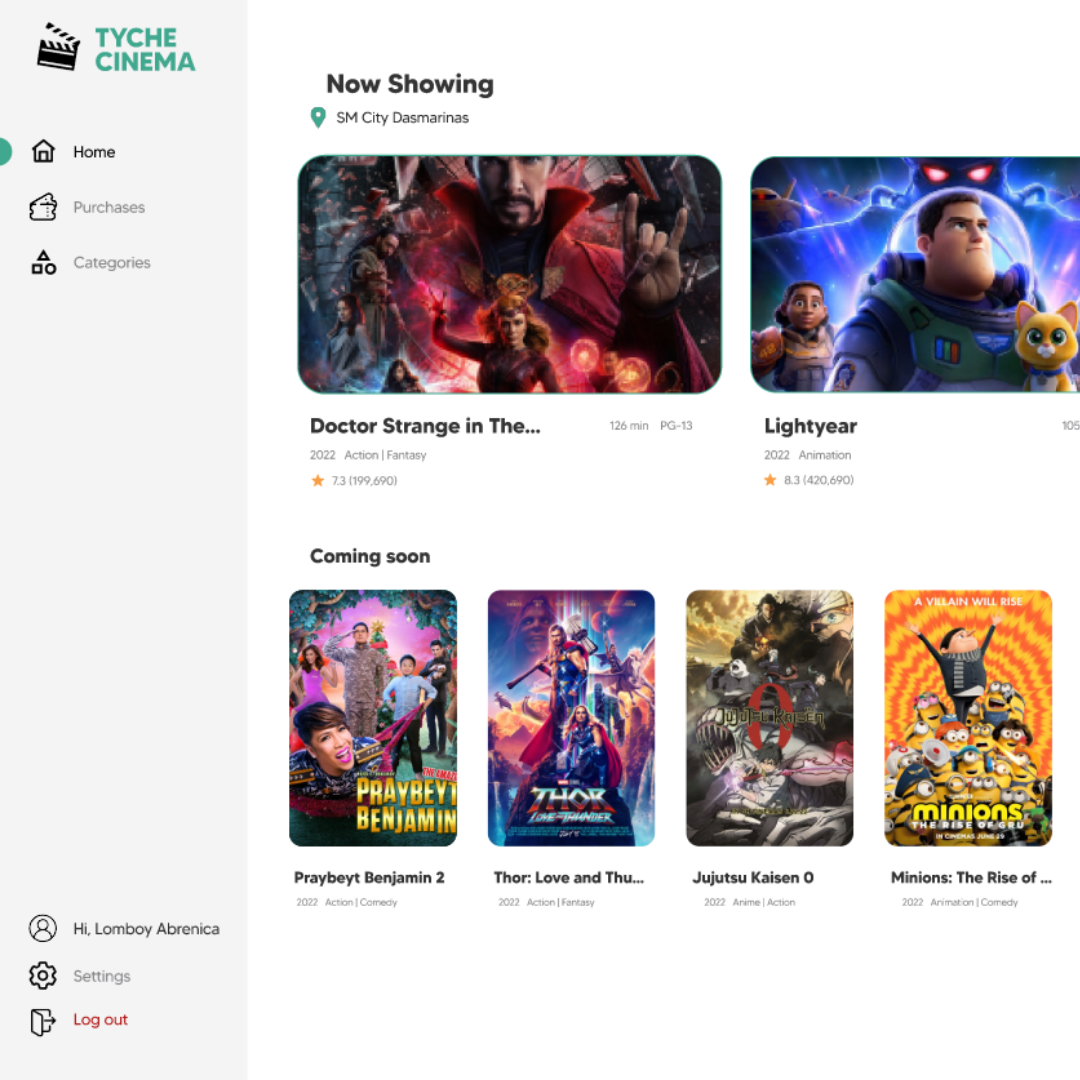 TYCHE
CINEMA
Home
Purchases
Categories
Hi, Lomboy Abrenica
Settings
Log out
Now Showing
SM City Dasmarinas
Doctor Strange in The...
126 min PG-13
2022 Action | Fantasy
7.3 (199,690)
Lightyear
105
2022 Animation
8.3 (420,690)
Coming soon
THE AMAZ
PRAYBEYT
BENJAMIN
Praybeyt Benjamin 2
2022 Action | Comedy
THOR
LOVE AND THUNDER
JULY 8
Thor: Love and Thu...
2022 Action | Fantasy
0
JUJUTSU KAISEN
Jujutsu Kaisen 0
2022 Anime | Action
A VILLAIN WILL RISE
MINIONS
THE RISE OF GRU
IN CINEMAS JUNE 29
Minions: The Rise of ...
2022 Animation | Comedy